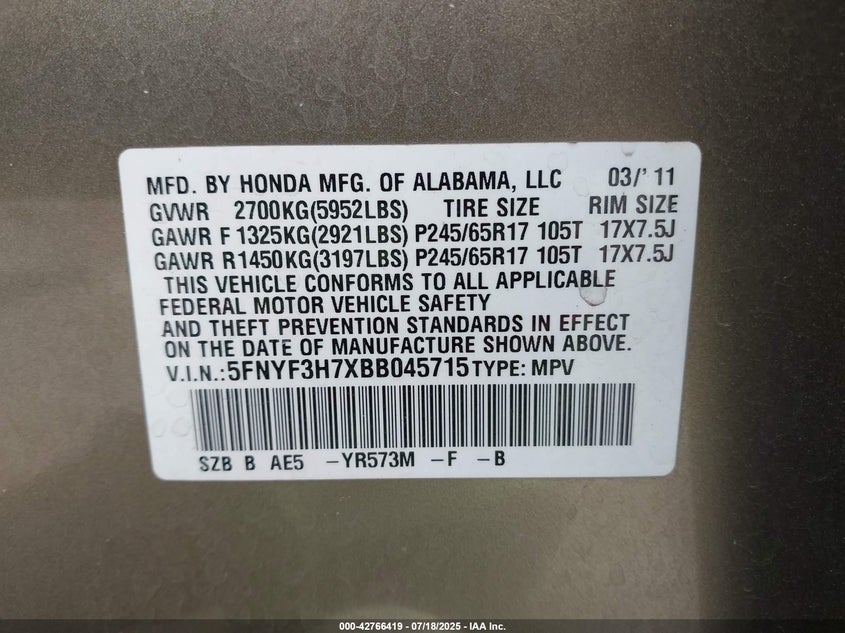 MFD. BY HONDA MFG. OF ALABAMA, LLC 03/' 11
GVWR 2700KG(5952LBS) TIRE SIZE RIM SIZE
GAWR F 1325KG(2921LBS) P245/65R17 105T 17X7.5J
GAWR R1450KG(3197LBS) P245/65R17 105T 17X7.5J
THIS VEHICLE CONFORMS TO ALL APPLICABLE
FEDERAL MOTOR VEHICLE SAFETY
AND THEFT PREVENTION STANDARDS IN EFFECT
ON THE DATE OF MANUFACTURE SHOWN ABOVE.
V.I.N.: 5FNYF3H7XBB045715 TYPE: MPV
SZB B AE5 -YR573M -F -B
000-42766419 - 07/18/2025 - IAA Inc.